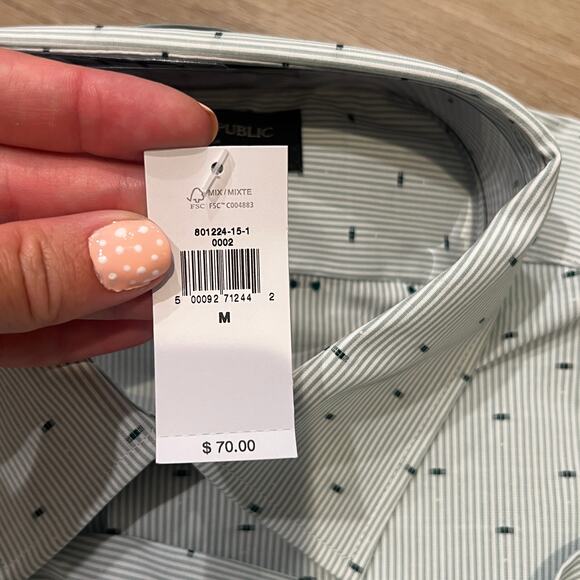 PUBLIC
MIX / MIXTE
FSC FSC™ C004883
801224-15-1
0002
5 00092 71244 2
M
$ 70.00